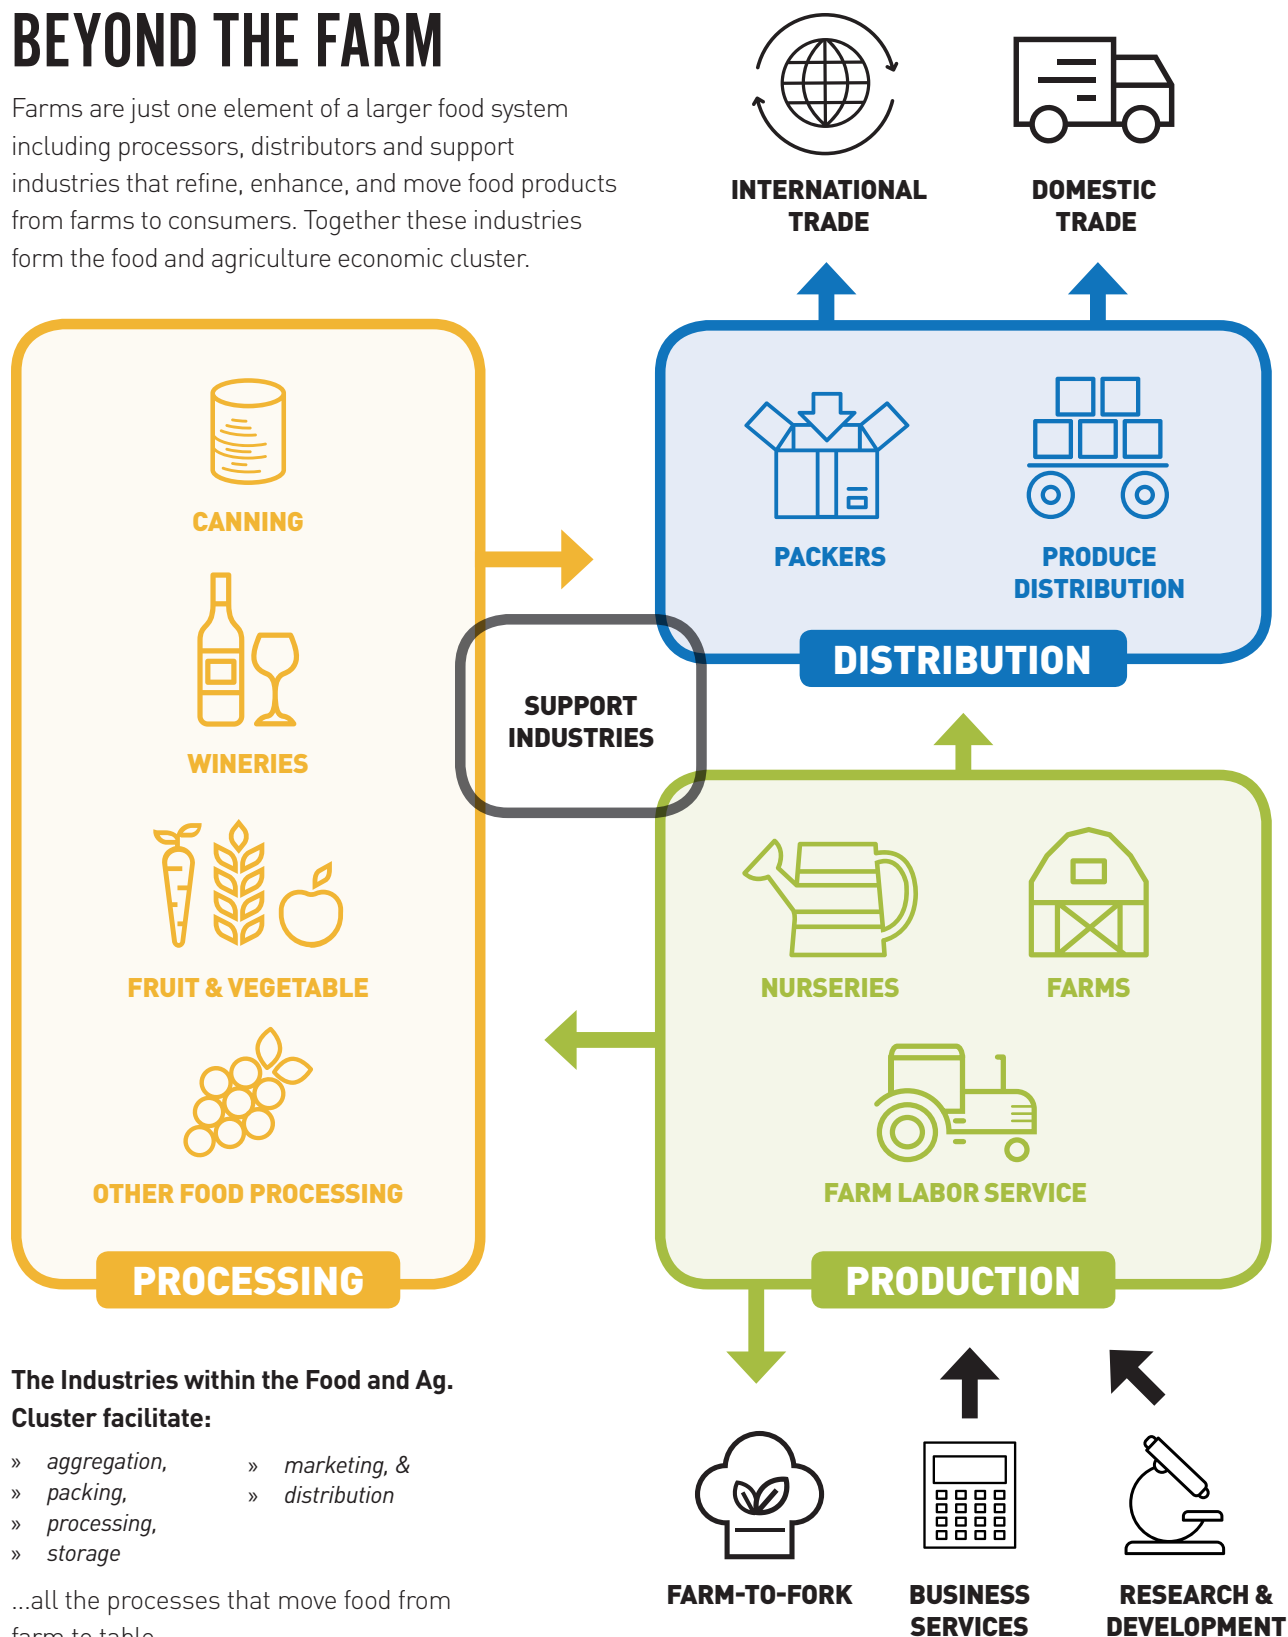 BEYOND THE FARM
Farms are just one element of a larger food system
including processors, distributors and support
industries that refine, enhance, and move food products
from farms to consumers. Together these industries
form the food and agriculture economic cluster.
INTERNATIONAL
TRADE
DOMESTIC
TRADE
CANNING
WINERIES
FRUIT & VEGETABLE
OTHER FOOD PROCESSING
PROCESSING
SUPPORT
INDUSTRIES
PACKERS
PRODUCE
DISTRIBUTION
DISTRIBUTION
NURSERIES
FARMS
FARM LABOR SERVICE
PRODUCTION
The Industries within the Food and Ag.
Cluster facilitate:
» aggregation,
» packing,
» processing,
» storage
» marketing, &
» distribution
...all the processes that move food from
farm to table
FARM-TO-FORK
BUSINESS
SERVICES
RESEARCH &
DEVELOPMENT